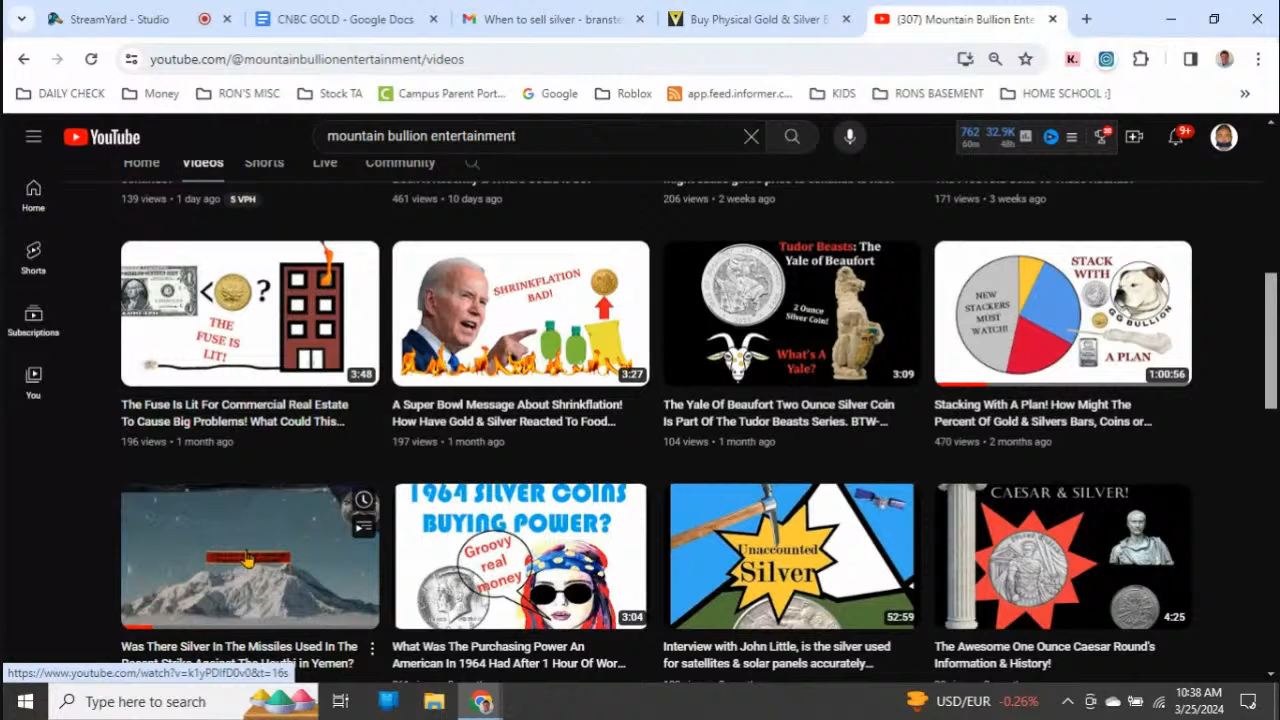 StreamYard - Studio
CNBC GOLD - Google Docs
When to sell silver - branste
Buy Physical Gold & Silver B
(307) Mountain Bullion Ente
youtube.com/@mountainbullionentertainment/videos
DAILY CHECK
Money
RON'S MISC
Stock TA
Campus Parent Port...
Google
Roblox
app.feed.informer.c...
KIDS
RONS BASEMENT
HOME SCHOOL :]
YouTube
mountain bullion entertainment
762 32.9K
60m 48h
9+
Home
Videos
Shorts
Live
Community
Home
Shorts
Subscriptions
You
139 views • 1 day ago 5 VPH
461 views • 10 days ago
206 views • 2 weeks ago
171 views • 3 weeks ago
< ?
THE
FUSE IS
LIT!
3:48
SHRINKFLATION
BAD!
3:27
Tudor Beasts: The
Yale of Beaufort
2 Ounce
Silver Coin!
What's A
Yale?
3:09
NEW
STACKERS
MUST
WATCH!
STACK
WITH
GG BULLION
A PLAN
1:00:56
The Fuse Is Lit For Commercial Real Estate
To Cause Big Problems! What Could This...
196 views • 1 month ago
A Super Bowl Message About Shrinkflation!
How Have Gold & Silver Reacted To Food...
197 views • 1 month ago
The Yale Of Beaufort Two Ounce Silver Coin
Is Part Of The Tudor Beasts Series. BTW-...
104 views • 1 month ago
Stacking With A Plan! How Might The
Percent Of Gold & Silvers Bars, Coins or...
470 views • 2 months ago
1964 SILVER COINS
BUYING POWER?
Groovy
real
money
3:04
Unaccounted
Silver
52:59
CAESAR & SILVER!
4:25
Was There Silver In The Missiles Used In The
Recent Strike Against The Houthi in Yemen?
What Was The Purchasing Power An
American In 1964 Had After 1 Hour Of Wor...
Interview with John Little, is the silver used
for satellites & solar panels accurately...
The Awesome One Ounce Caesar Round's
Information & History!
https://www.youtube.com/watch?v=k1yPDIfD0v0&t=16s
Type here to search
USD/EUR -0.26%
10:38 AM
3/25/2024